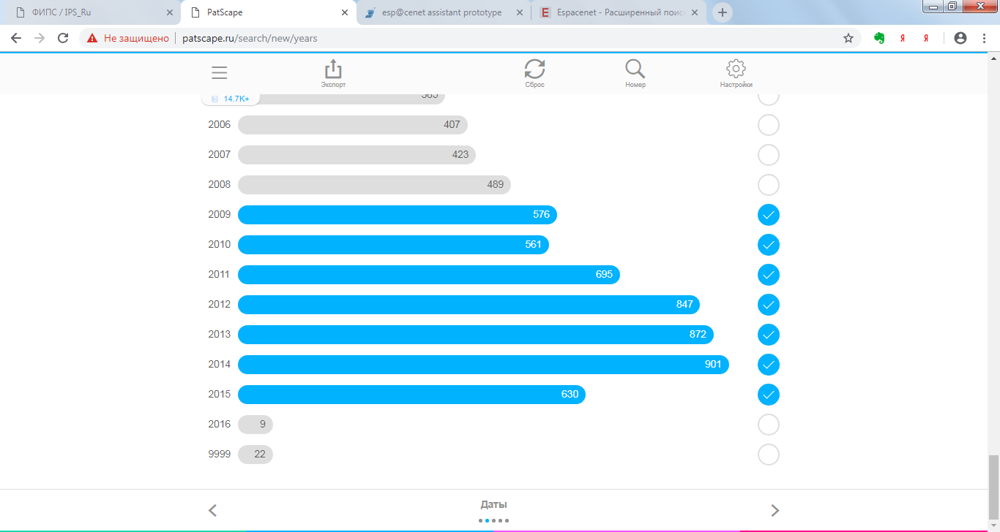 ФИПС / IPS_Ru
PatScape
esp@cenet assistant prototype
Espacenet - Расширенный поиск
Не защищено
patscape.ru/search/new/years
Экспорт
Сброс
Номер
Настройки
14.7K+
2006 407
2007 423
2008 489
2009 576
2010 561
2011 695
2012 847
2013 872
2014 901
2015 630
2016 9
9999 22
Даты